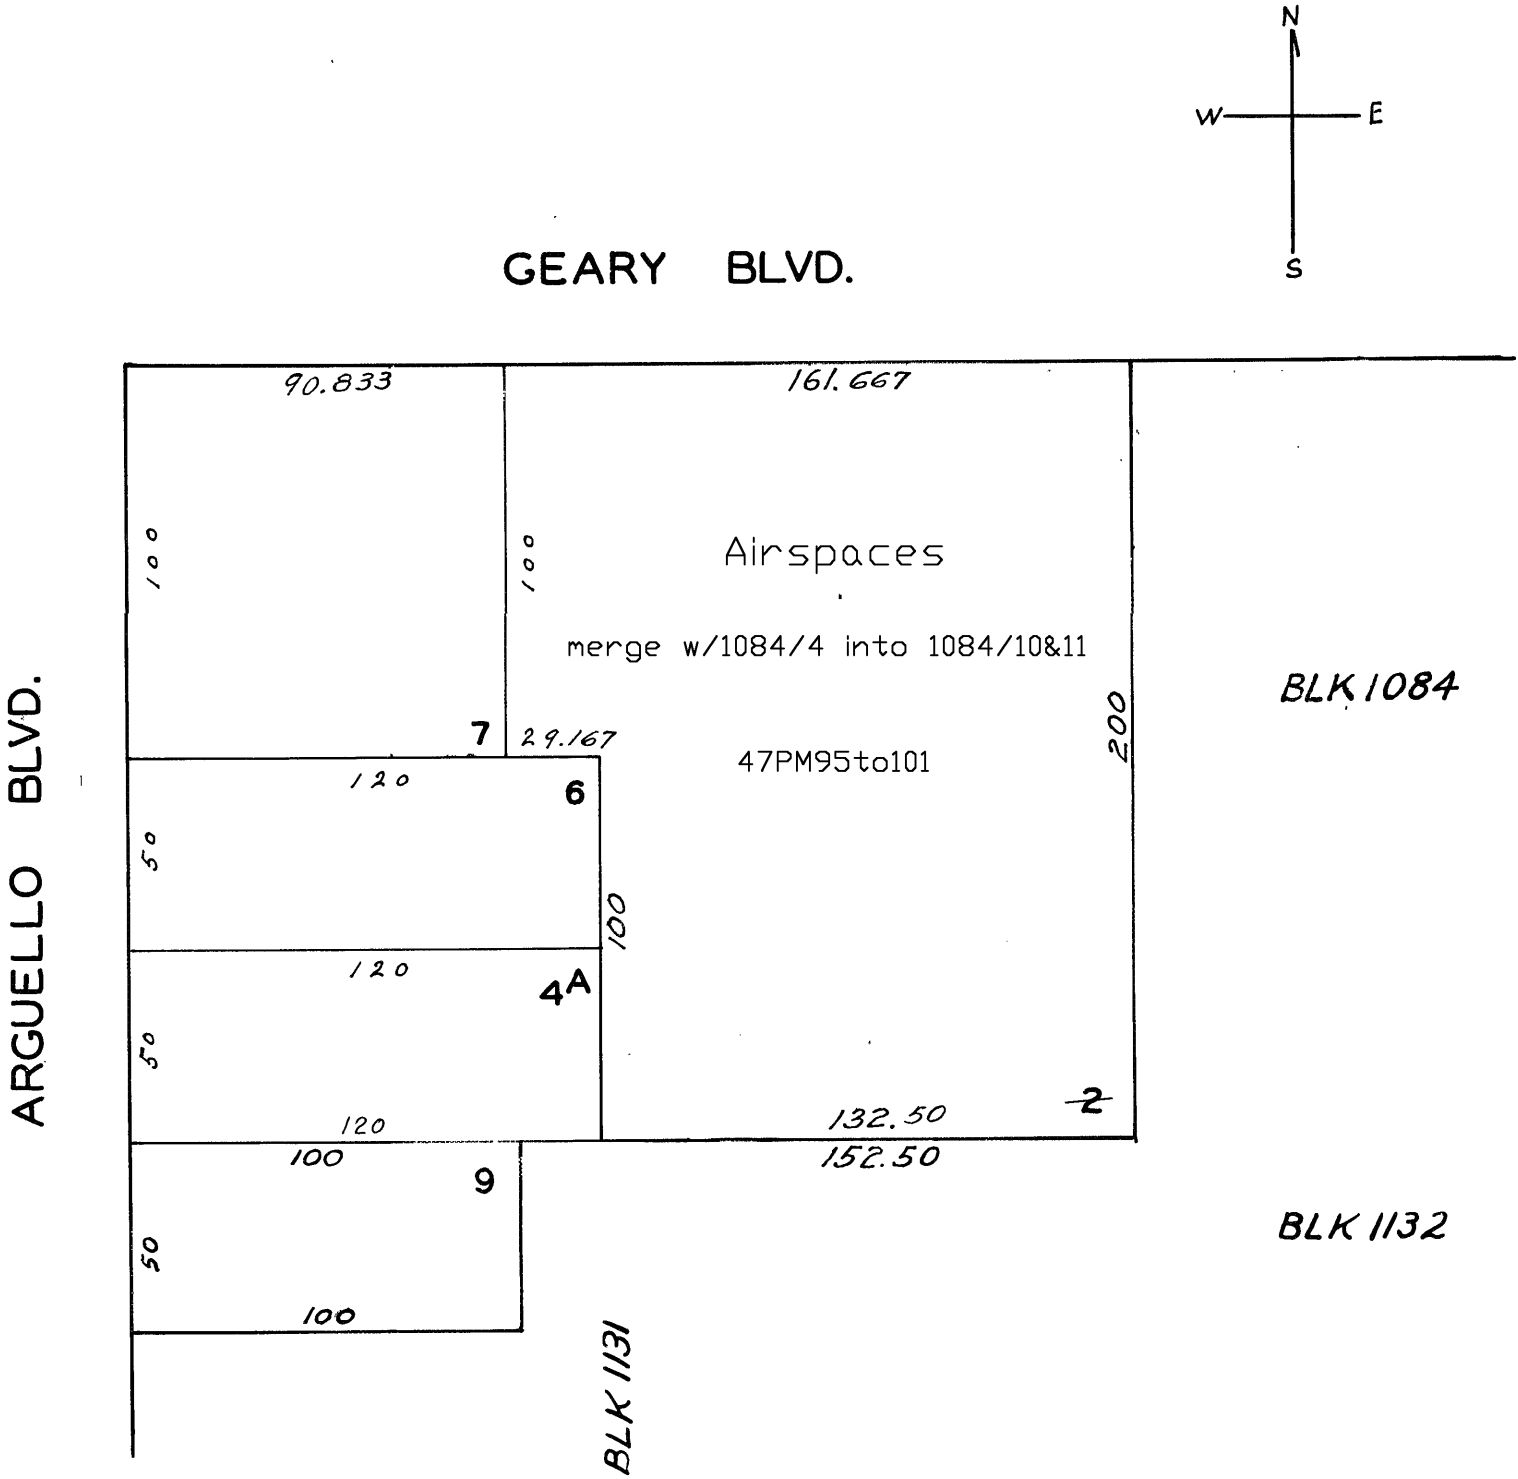 N
W E
S
GEARY BLVD.
90.833
161.667
100
100
Airspaces
merge w/1084/4 into 1084/10&11
47PM95to101
200
BLK 1084
ARGUELLO BLVD.
7
29.167
120
6
50
100
120
4A
50
120
132.50
2
100
152.50
9
50
100
BLK 1132
BLK 1131